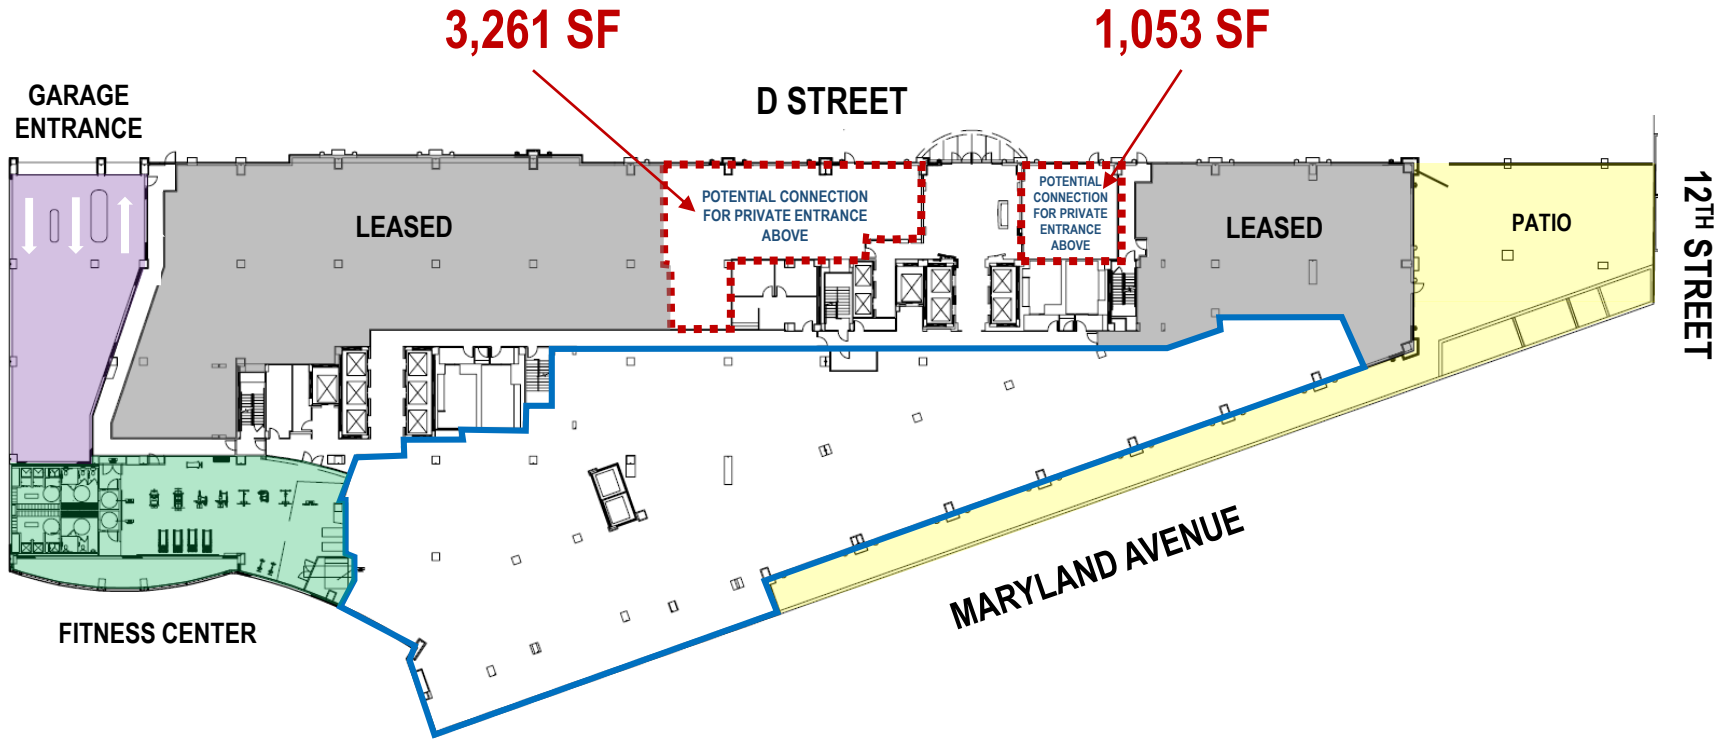 3,261 SF
1,053 SF
GARAGE
ENTRANCE
D STREET
LEASED
POTENTIAL CONNECTION
FOR PRIVATE ENTRANCE
ABOVE
POTENTIAL
CONNECTION
FOR PRIVATE
ENTRANCE
ABOVE
LEASED
PATIO
12TH STREET
MARYLAND AVENUE
FITNESS CENTER